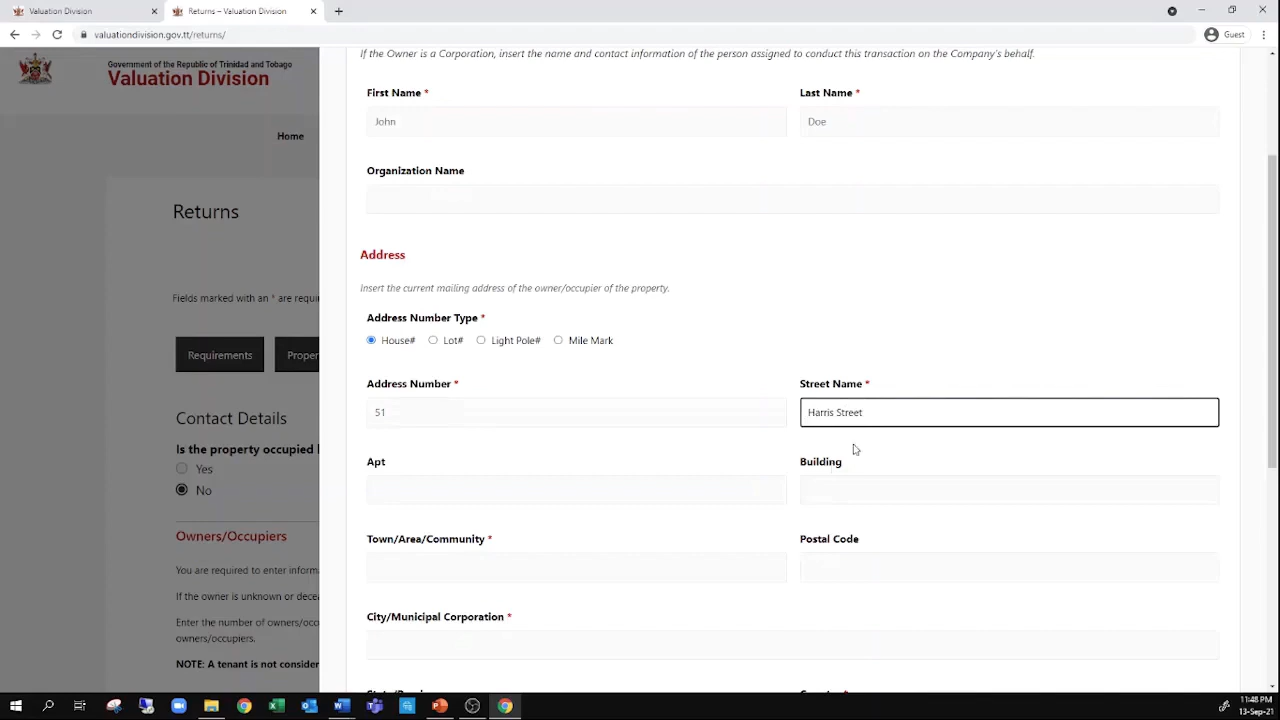 Valuation Division
Returns – Valuation Division
valuationdivision.gov.tt/returns/
Guest
Government of the Republic of Trinidad and Tobago
Valuation Division
Home
Returns
Fields marked with an * are requi
Requirements
Proper
Contact Details
Is the property occupied
Yes
No
Owners/Occupiers
You are required to enter inform
If the owner is unknown or dece
Enter the number of owners/occ
owners/occupiers.
NOTE: A tenant is not consider
If the Owner is a Corporation, insert the name and contact information of the person assigned to conduct this transaction on the Company's behalf.
First Name *
Last Name *
John
Doe
Organization Name
Address
Insert the current mailing address of the owner/occupier of the property.
Address Number Type *
House# Lot# Light Pole# Mile Mark
Address Number *
Street Name *
51
Harris Street
Apt
Building
Town/Area/Community *
Postal Code
City/Municipal Corporation *
11:48 PM
13-Sep-21